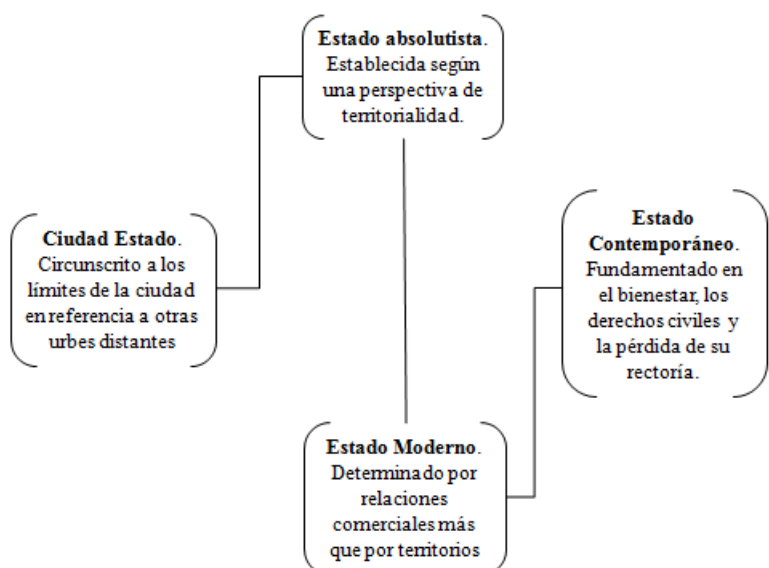 Estado absolutista.
Establecida según
una perspectiva de
territorialidad.
Ciudad Estado.
Circunscrito a los
límites de la ciudad
en referencia a otras
urbes distantes
Estado
Contemporáneo.
Fundamentado en
el bienestar, los
derechos civiles y
la pérdida de su
rectoría.
Estado Moderno.
Determinado por
relaciones
comerciales más
que por territorios